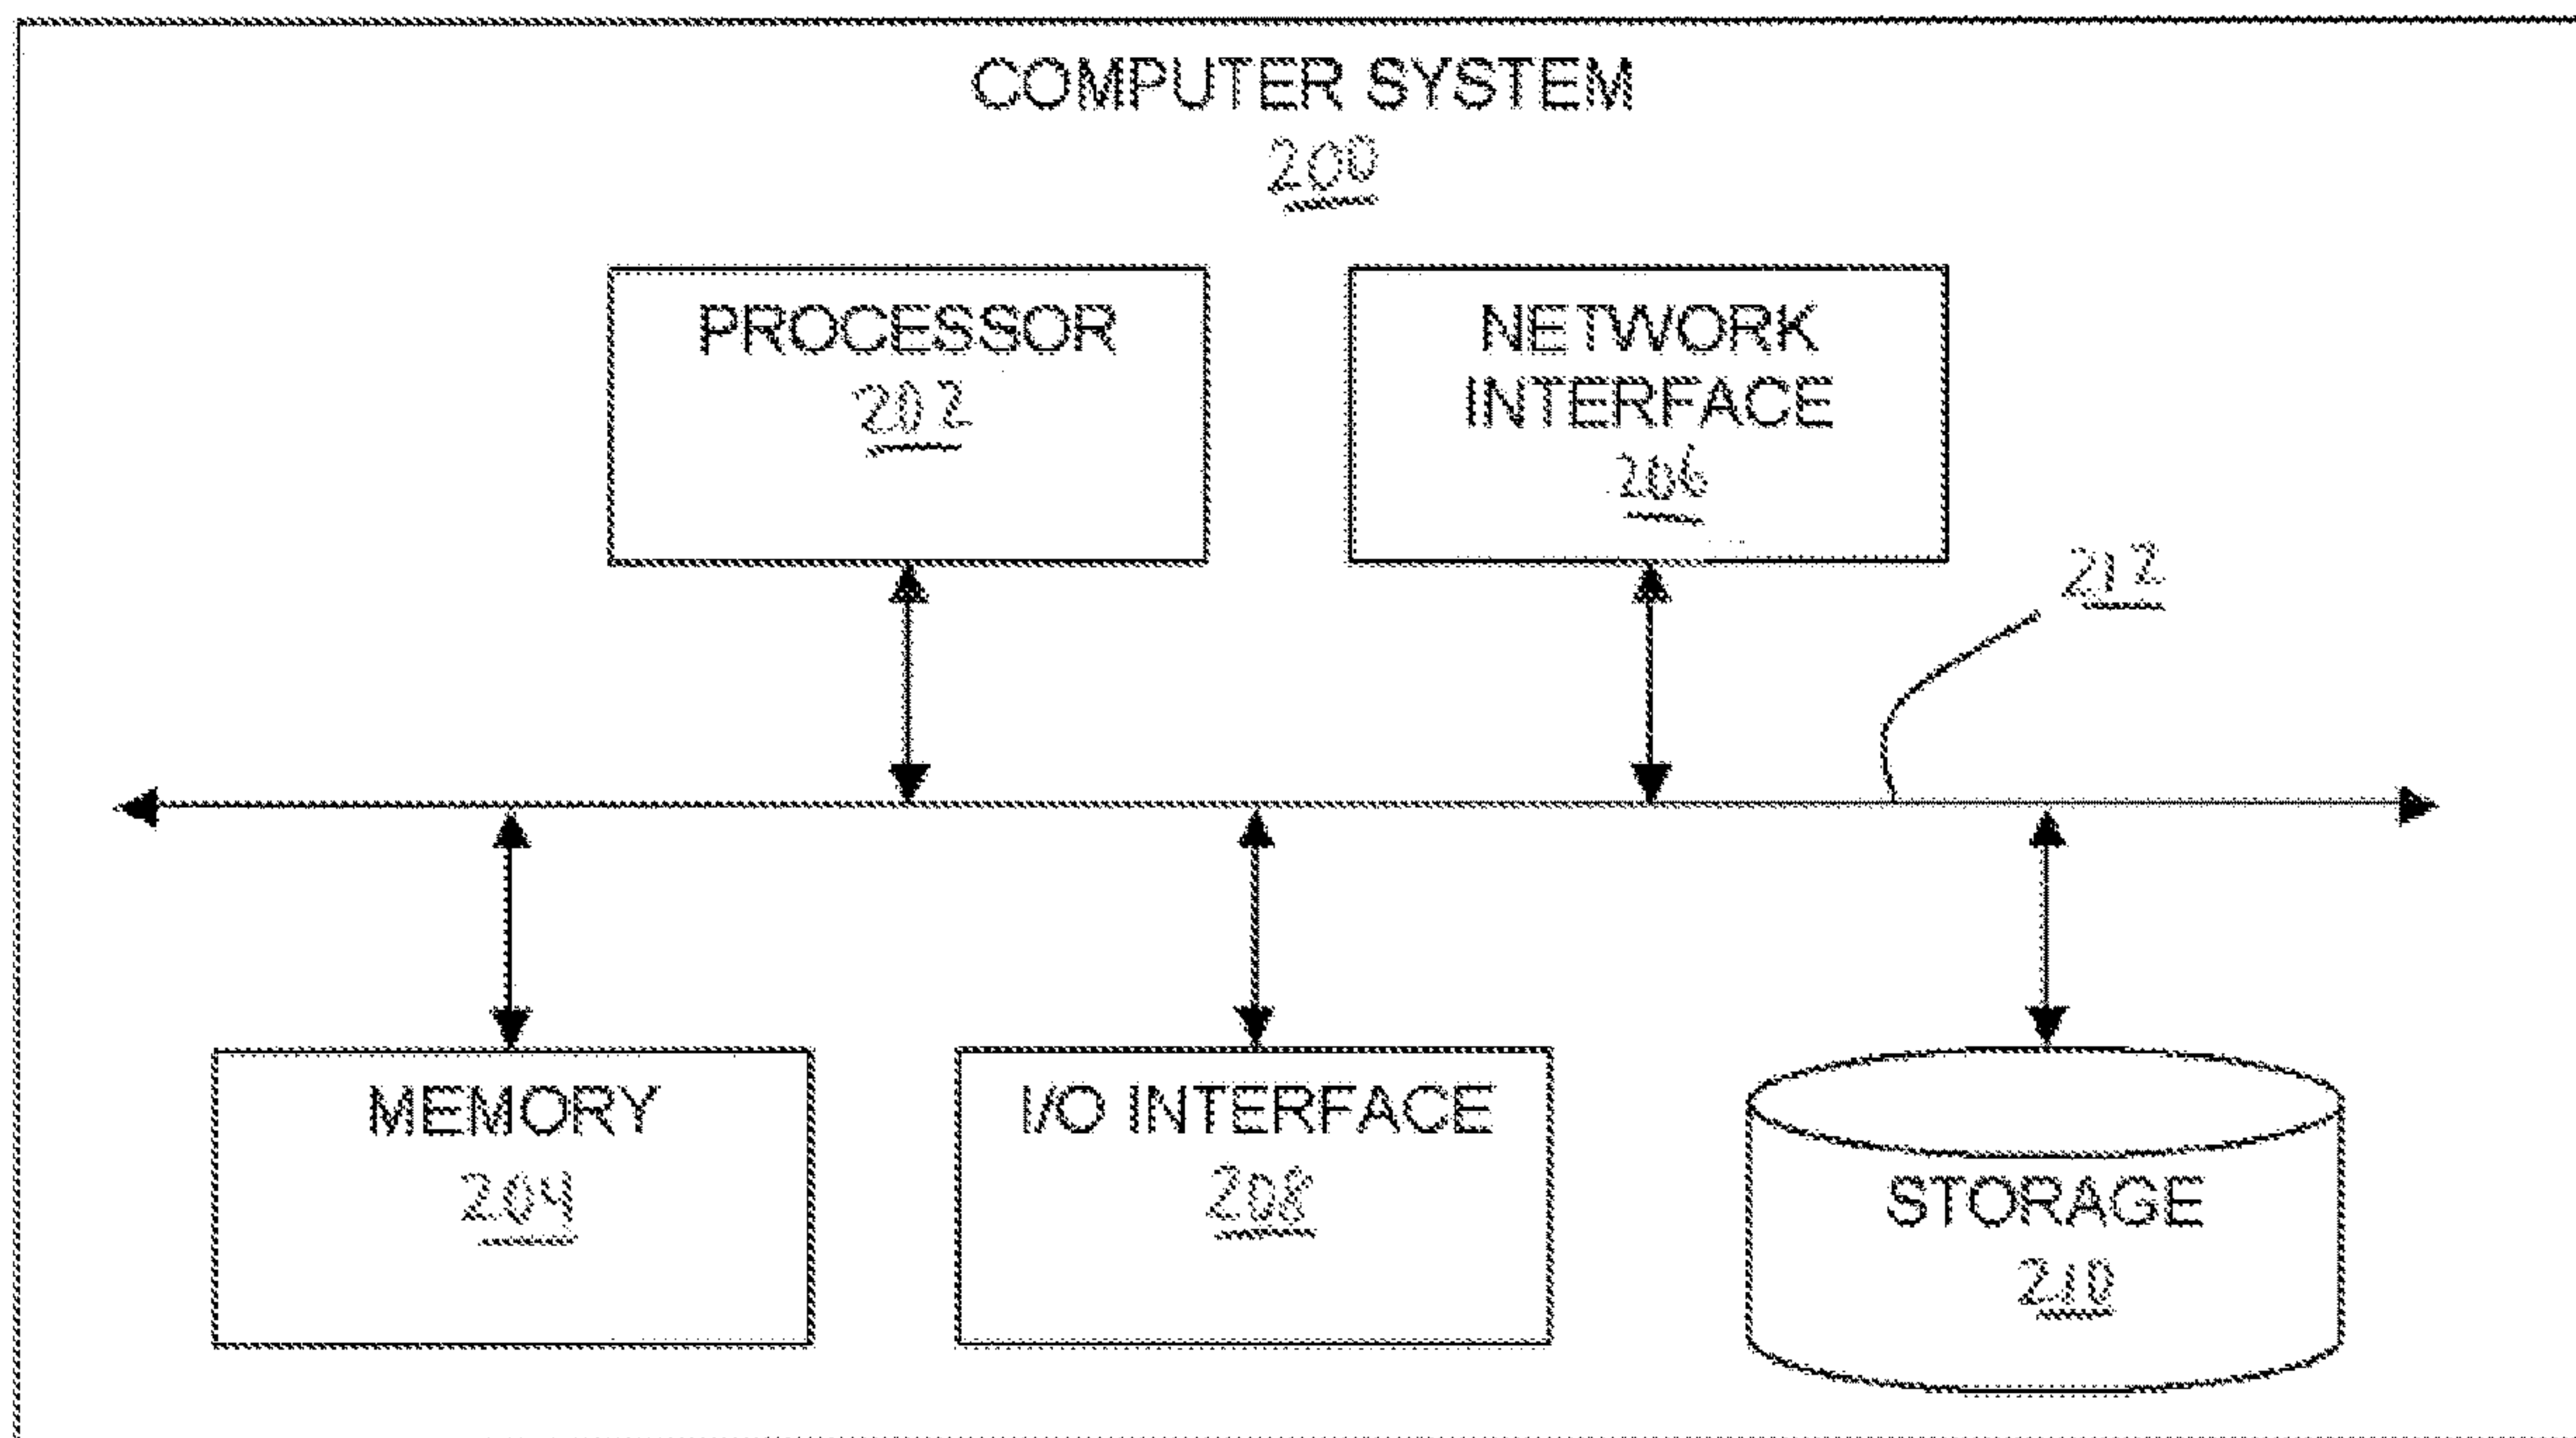 COMPUTER SYSTEM
200
PROCESSOR
202
NETWORK
INTERFACE
206
212
MEMORY
204
I/O INTERFACE
208
STORAGE
210